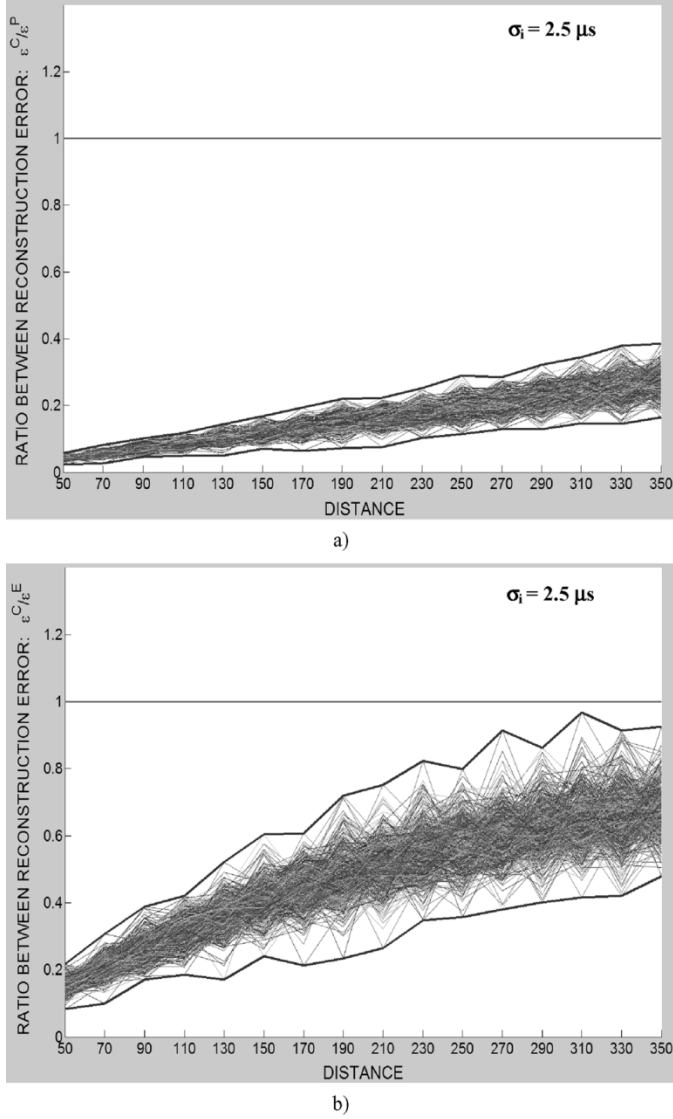 σi = 2.5 μs
RATIO BETWEEN RECONSTRUCTION ERROR: εC/εP
1.2
1
0.8
0.6
0.4
0.2
0
50 70 90 110 130 150 170 190 210 230 250 270 290 310 330 350
DISTANCE
a)
σi = 2.5 μs
RATIO BETWEEN RECONSTRUCTION ERROR: εC/εE
1.2
1
0.8
0.6
0.4
0.2
0
50 70 90 110 130 150 170 190 210 230 250 270 290 310 330 350
DISTANCE
b)